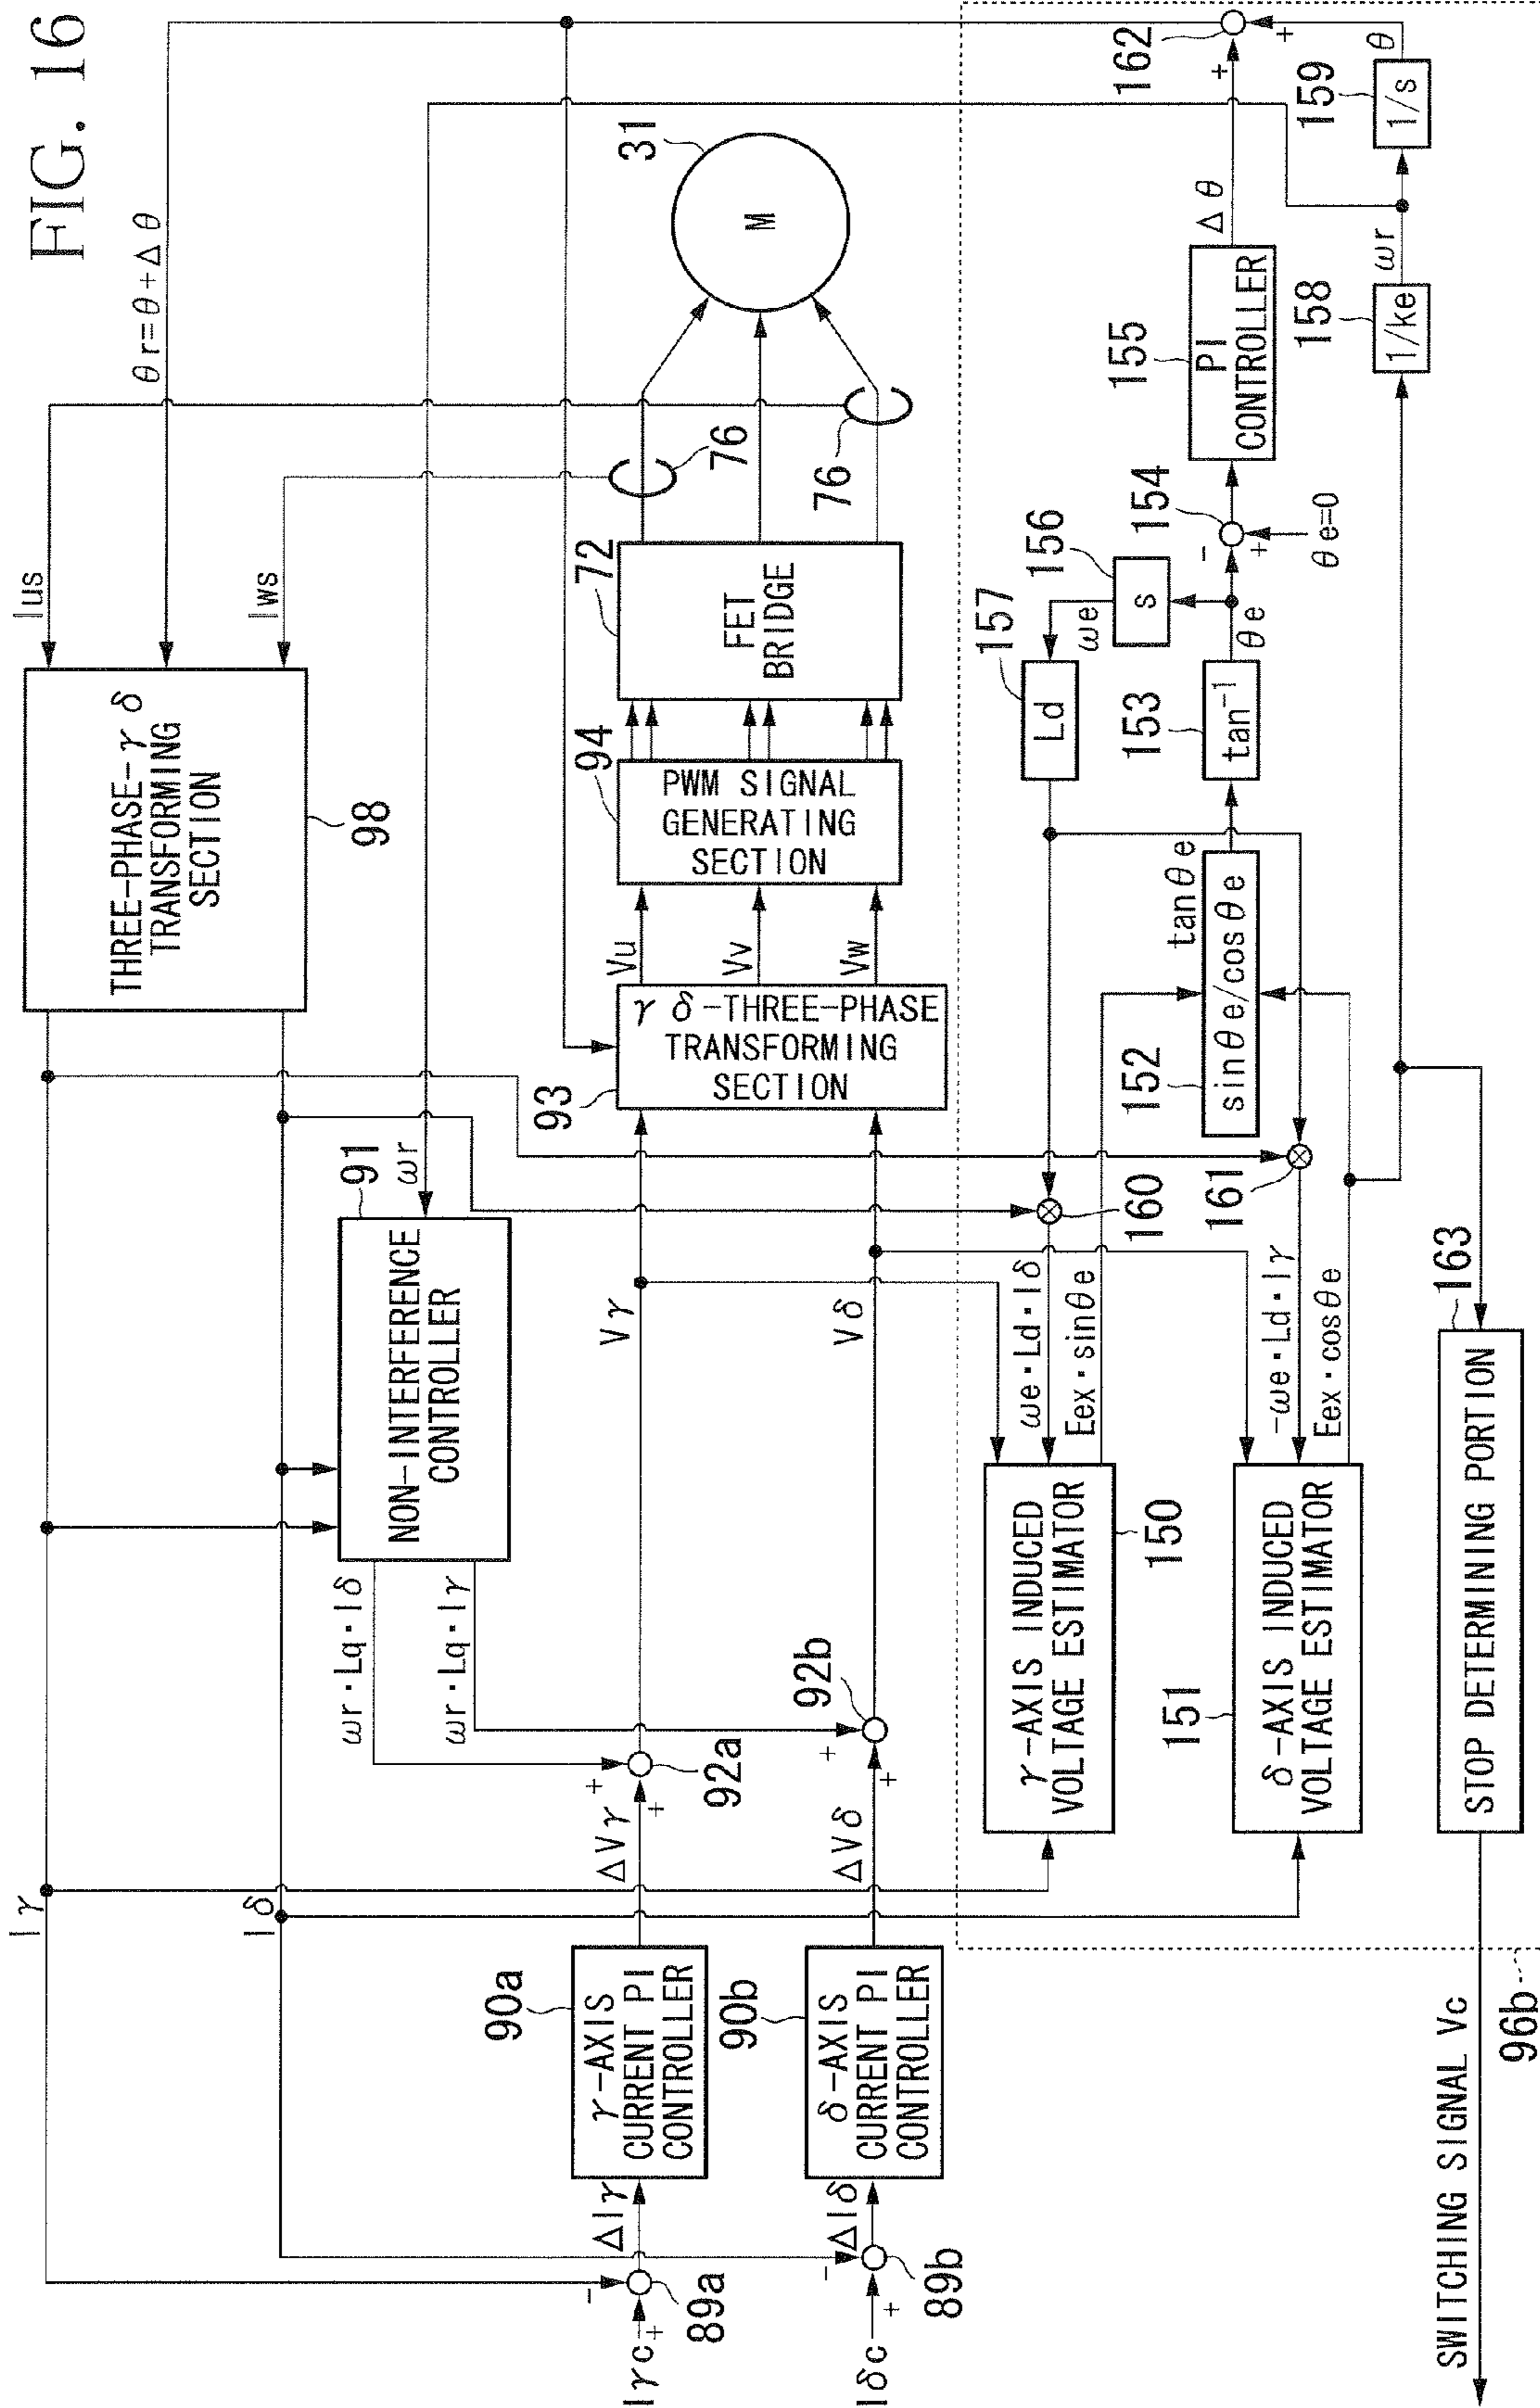 FIG. 16
Iγ
Iδ
THREE-PHASE-γ δ
TRANSFORMING
SECTION
98
Ius
θr=θ+Δθ
Iws
91
ωr
NON-INTERFERENCE
CONTROLLER
ωr・Lq・Iδ
ωr・Lq・Iγ
Iγc
+
-
89a
ΔIγ
90a
γ-AXIS
CURRENT PI
CONTROLLER
ΔVγ
+
+
92a
Vγ
Iδc
+
-
89b
ΔIδ
90b
δ-AXIS
CURRENT PI
CONTROLLER
ΔVδ
+
+
92b
Vδ
93
γ δ-THREE-PHASE
TRANSFORMING
SECTION
Vu
Vv
Vw
94
PWM SIGNAL
GENERATING
SECTION
72
FET
BRIDGE
76
76
31
M
γ-AXIS INDUCED
VOLTAGE ESTIMATOR
150
ωe・Ld・Iδ
Eex・sinθe
160
157
Ld
ωe
156
s
151
δ-AXIS INDUCED
VOLTAGE ESTIMATOR
-ωe・Ld・Iγ
Eex・cosθe
161
152
sinθe/cosθe
tanθe
153
tan⁻¹
θe
154
-
+
θe=0
155
PI
CONTROLLER
Δθ
+
162
+
θ
158
1/ke
ωr
159
1/s
163
STOP DETERMINING PORTION
SWITCHING SIGNAL Vc
96b